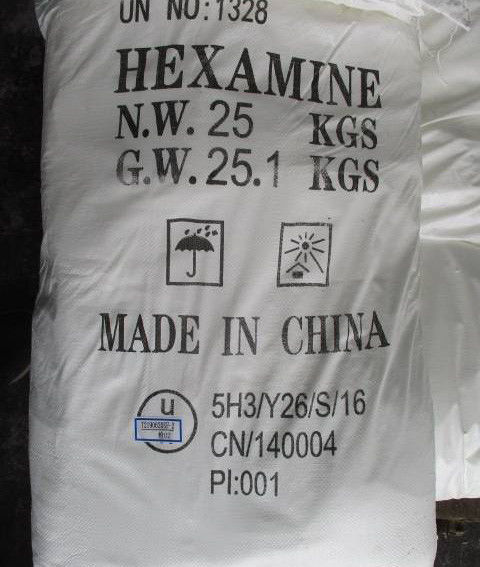 UN NO:1328
HEXAMINE
N.W. 25 KGS
G.W. 25.1 KGS
MADE IN CHINA
u
5H3/Y26/S/16
CN/140004
PI:001